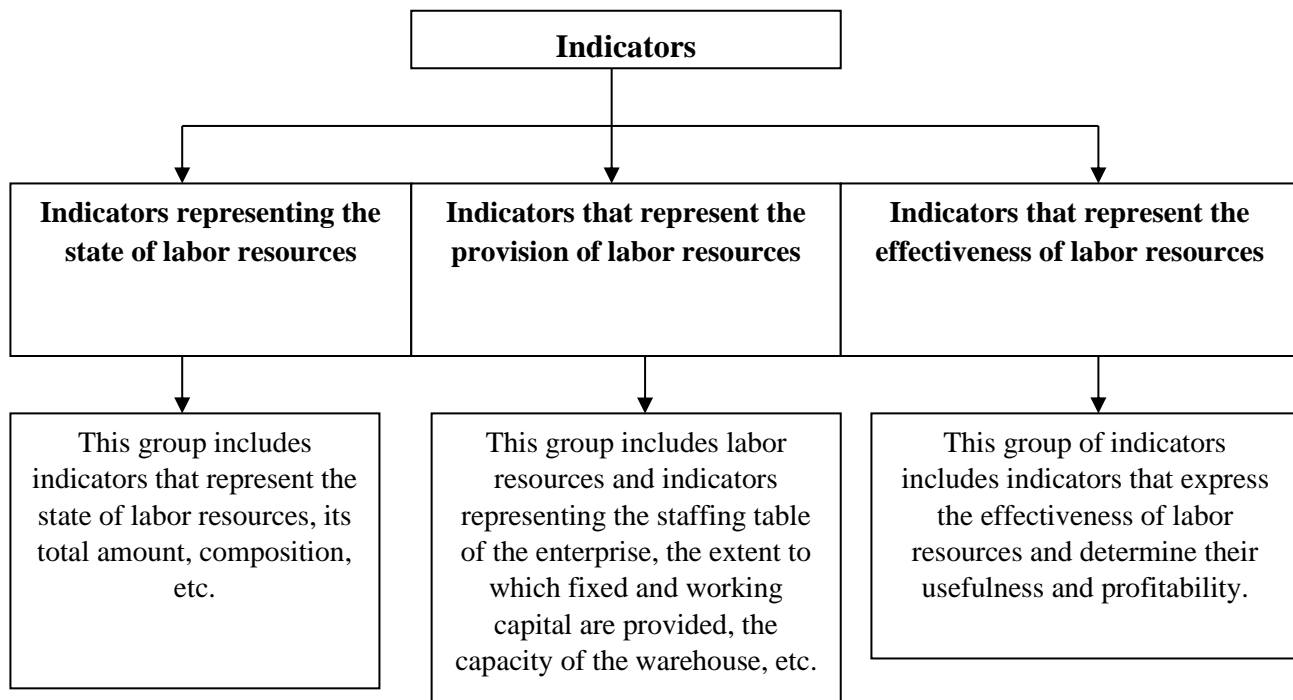 Indicators
Indicators representing the
state of labor resources
Indicators that represent the
provision of labor resources
Indicators that represent the
effectiveness of labor resources
This group includes
indicators that represent the
state of labor resources, its
total amount, composition,
etc.
This group includes labor
resources and indicators
representing the staffing table
of the enterprise, the extent to
which fixed and working
capital are provided, the
capacity of the warehouse, etc.
This group of indicators
includes indicators that express
the effectiveness of labor
resources and determine their
usefulness and profitability.